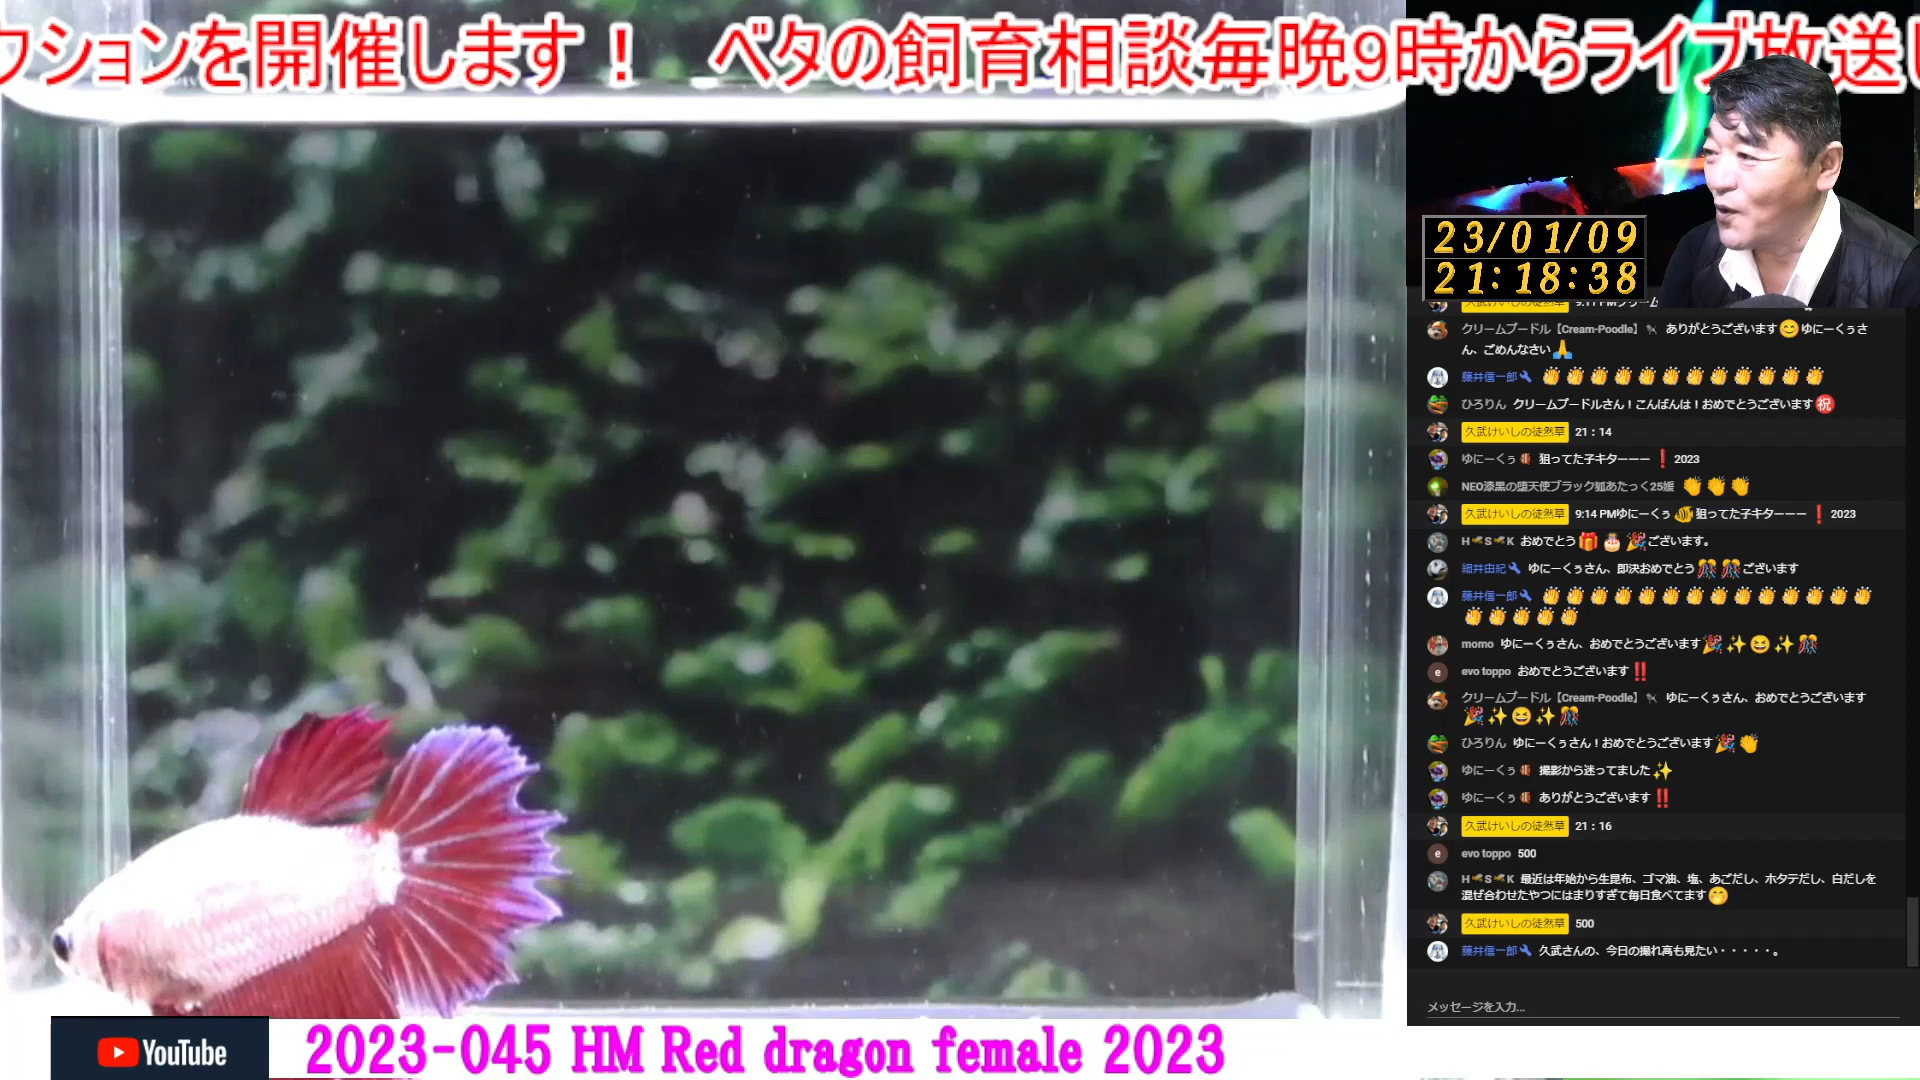 クションを開催します！　ベタの飼育相談毎晩9時からライブ放送し
23/01/09
21:18:38
クリームプードル【Cream-Poodle】 ありがとうございます😊ゆにーくぅさ
ん、ごめんなさい🙏
藤井信一郎🔧 👏👏👏👏👏👏👏👏👏👏👏👏
ひろりん クリームプードルさん！こんばんは！おめでとうございます㊗
久武けいしの徒然草 21：14
ゆにーくぅ 狙ってた子キターーー❗2023
NEO漆黒の堕天使ブラック狐あたっく25媛 👏👏👏
久武けいしの徒然草 9:14 PMゆにーくぅ🐠狙ってた子キターーー❗2023
H🔫S🔫K おめでとう🎁🎂🎉ございます。
細井由紀🔧 ゆにーくぅさん、即決おめでとう🎊🎊ございます
藤井信一郎🔧 👏👏👏👏👏👏👏👏👏👏👏👏👏👏
👏👏👏👏👏
momo ゆにーくぅさん、おめでとうございます🎉✨😆✨🎊
evo toppo おめでとうございます‼
クリームプードル【Cream-Poodle】 ゆにーくぅさん、おめでとうございます
🎉✨😆✨🎊
ひろりん ゆにーくぅさん！おめでとうございます🎉👏
ゆにーくぅ 撮影から迷ってました✨
ゆにーくぅ ありがとうございます‼
久武けいしの徒然草 21：16
evo toppo 500
H🔫S🔫K 最近は年始から生昆布、ゴマ油、塩、あごだし、ホタテだし、白だしを
混ぜ合わせたやつにはまりすぎて毎日食べてます🤭
久武けいしの徒然草 500
藤井信一郎🔧 久武さんの、今日の撮れ高も見たい・・・・・。
メッセージを入力...
YouTube
2023-045 HM Red dragon female 2023